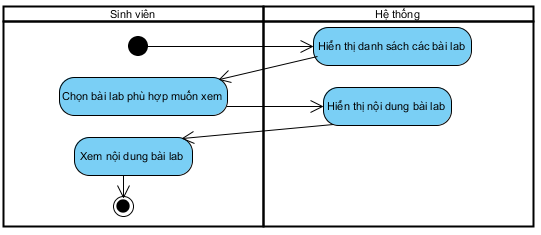 Sinh viên
Hệ thống
Hiển thị danh sách các bài lab
Chọn bài lab phù hợp muốn xem
Hiển thị nội dung bài lab
Xem nội dung bài lab